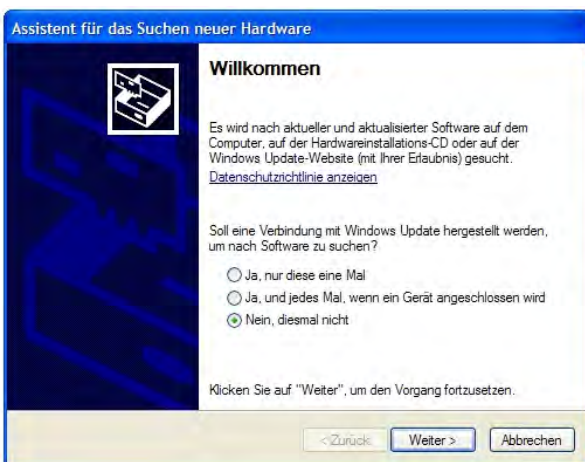 Assistent für das Suchen neuer Hardware
Willkommen
Es wird nach aktueller und aktualisierter Software auf dem
Computer, auf der Hardwareinstallations-CD oder auf der
Windows Update-Website (mit Ihrer Erlaubnis) gesucht.
Datenschutzrichtlinie anzeigen
Soll eine Verbindung mit Windows Update hergestellt werden,
um nach Software zu suchen?
Ja, nur diese eine Mal
Ja, und jedes Mal, wenn ein Gerät angeschlossen wird
Nein, diesmal nicht
Klicken Sie auf "Weiter", um den Vorgang fortzusetzen.
< Zurück Weiter > Abbrechen